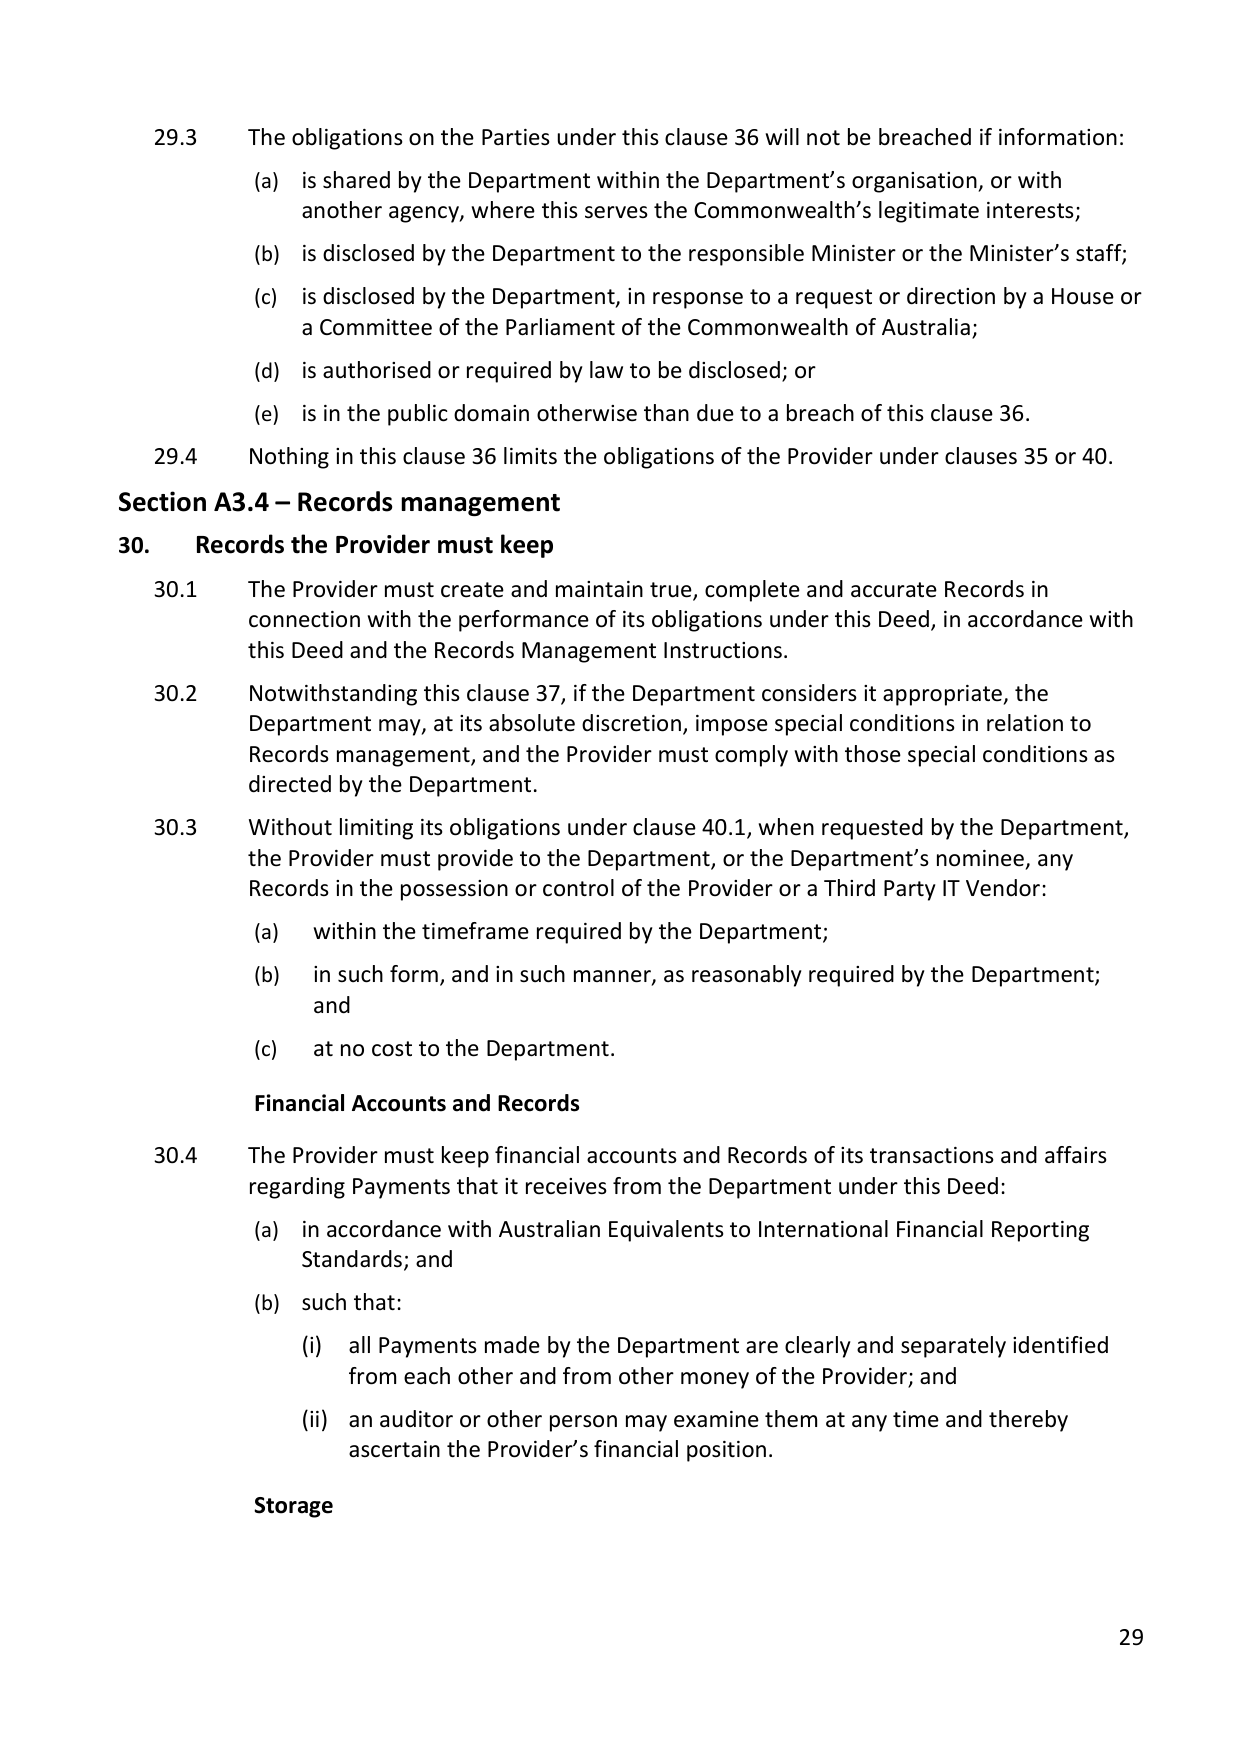 29.3 The obligations on the Parties under this clause 36 will not be breached if information:
(a) is shared by the Department within the Department’s organisation, or with
another agency, where this serves the Commonwealth’s legitimate interests;
(b) is disclosed by the Department to the responsible Minister or the Minister’s staff;
(c) is disclosed by the Department, in response to a request or direction by a House or
a Committee of the Parliament of the Commonwealth of Australia;
(d) is authorised or required by law to be disclosed; or
(e) is in the public domain otherwise than due to a breach of this clause 36.
29.4 Nothing in this clause 36 limits the obligations of the Provider under clauses 35 or 40.
Section A3.4 – Records management
30. Records the Provider must keep
30.1 The Provider must create and maintain true, complete and accurate Records in
connection with the performance of its obligations under this Deed, in accordance with
this Deed and the Records Management Instructions.
30.2 Notwithstanding this clause 37, if the Department considers it appropriate, the
Department may, at its absolute discretion, impose special conditions in relation to
Records management, and the Provider must comply with those special conditions as
directed by the Department.
30.3 Without limiting its obligations under clause 40.1, when requested by the Department,
the Provider must provide to the Department, or the Department’s nominee, any
Records in the possession or control of the Provider or a Third Party IT Vendor:
(a) within the timeframe required by the Department;
(b) in such form, and in such manner, as reasonably required by the Department;
and
(c) at no cost to the Department.
Financial Accounts and Records
30.4 The Provider must keep financial accounts and Records of its transactions and affairs
regarding Payments that it receives from the Department under this Deed:
(a) in accordance with Australian Equivalents to International Financial Reporting
Standards; and
(b) such that:
(i) all Payments made by the Department are clearly and separately identified
from each other and from other money of the Provider; and
(ii) an auditor or other person may examine them at any time and thereby
ascertain the Provider’s financial position.
Storage
29